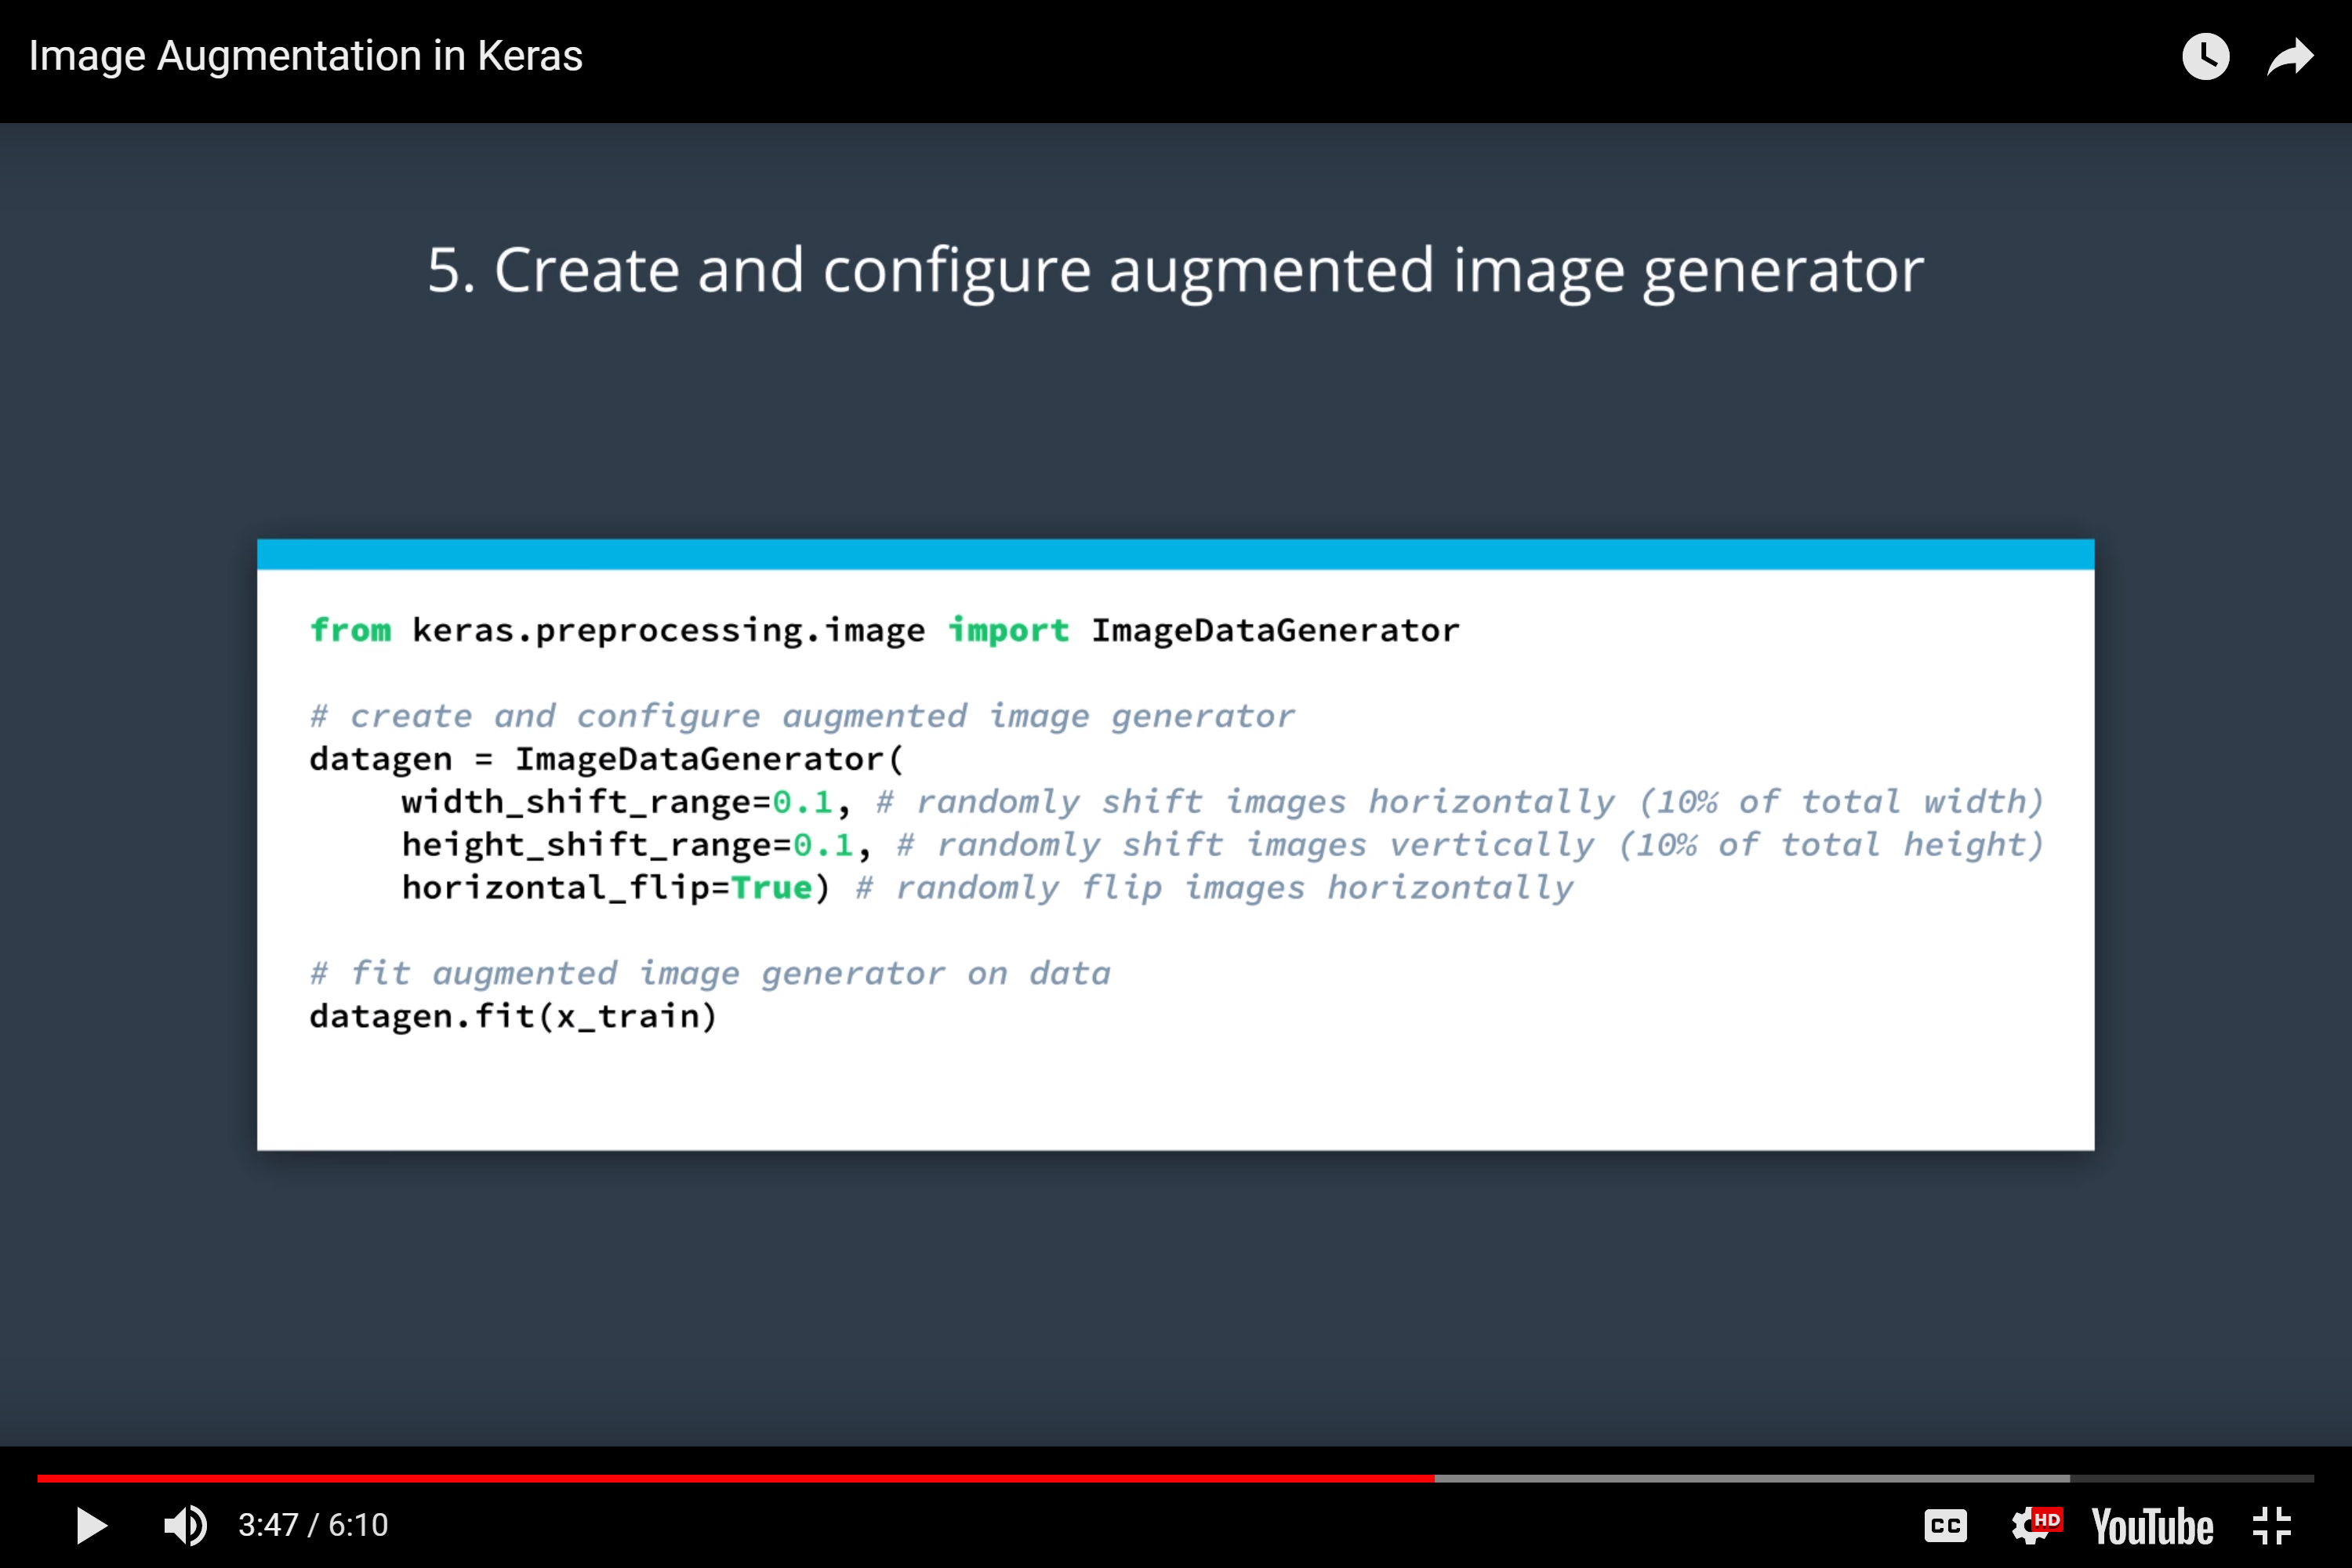 Image Augmentation in Keras
5. Create and configure augmented image generator
from keras.preprocessing.image import ImageDataGenerator
# create and configure augmented image generator
datagen = ImageDataGenerator(
    width_shift_range=0.1, # randomly shift images horizontally (10% of total width)
    height_shift_range=0.1, # randomly shift images vertically (10% of total height)
    horizontal_flip=True) # randomly flip images horizontally
# fit augmented image generator on data
datagen.fit(x_train)
3:47 / 6:10 CC HD YouTube